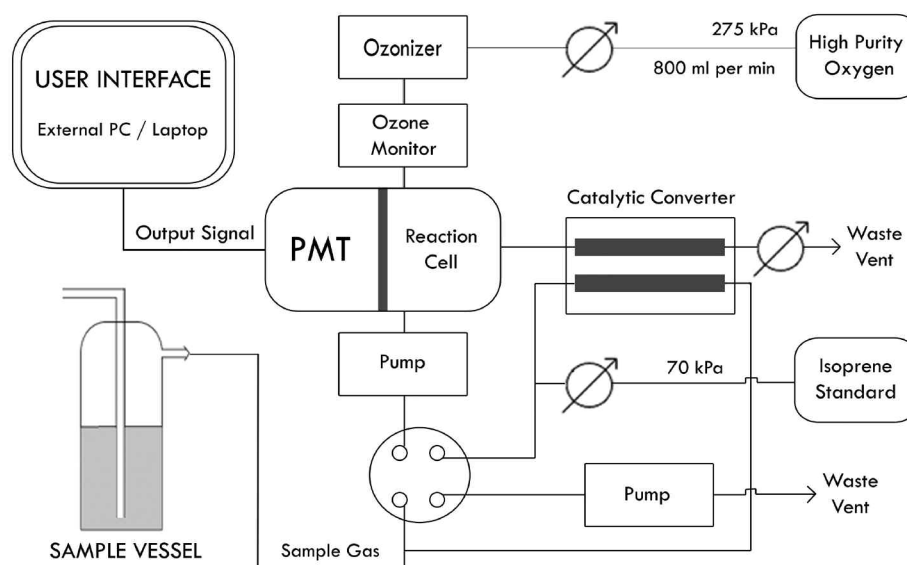 Ozonizer
275 kPa
800 ml per min
High Purity
Oxygen
USER INTERFACE
External PC / Laptop
Ozone
Monitor
Output Signal
PMT
Reaction
Cell
Catalytic Converter
Waste
Vent
Pump
70 kPa
Isoprene
Standard
Pump
Waste
Vent
SAMPLE VESSEL
Sample Gas